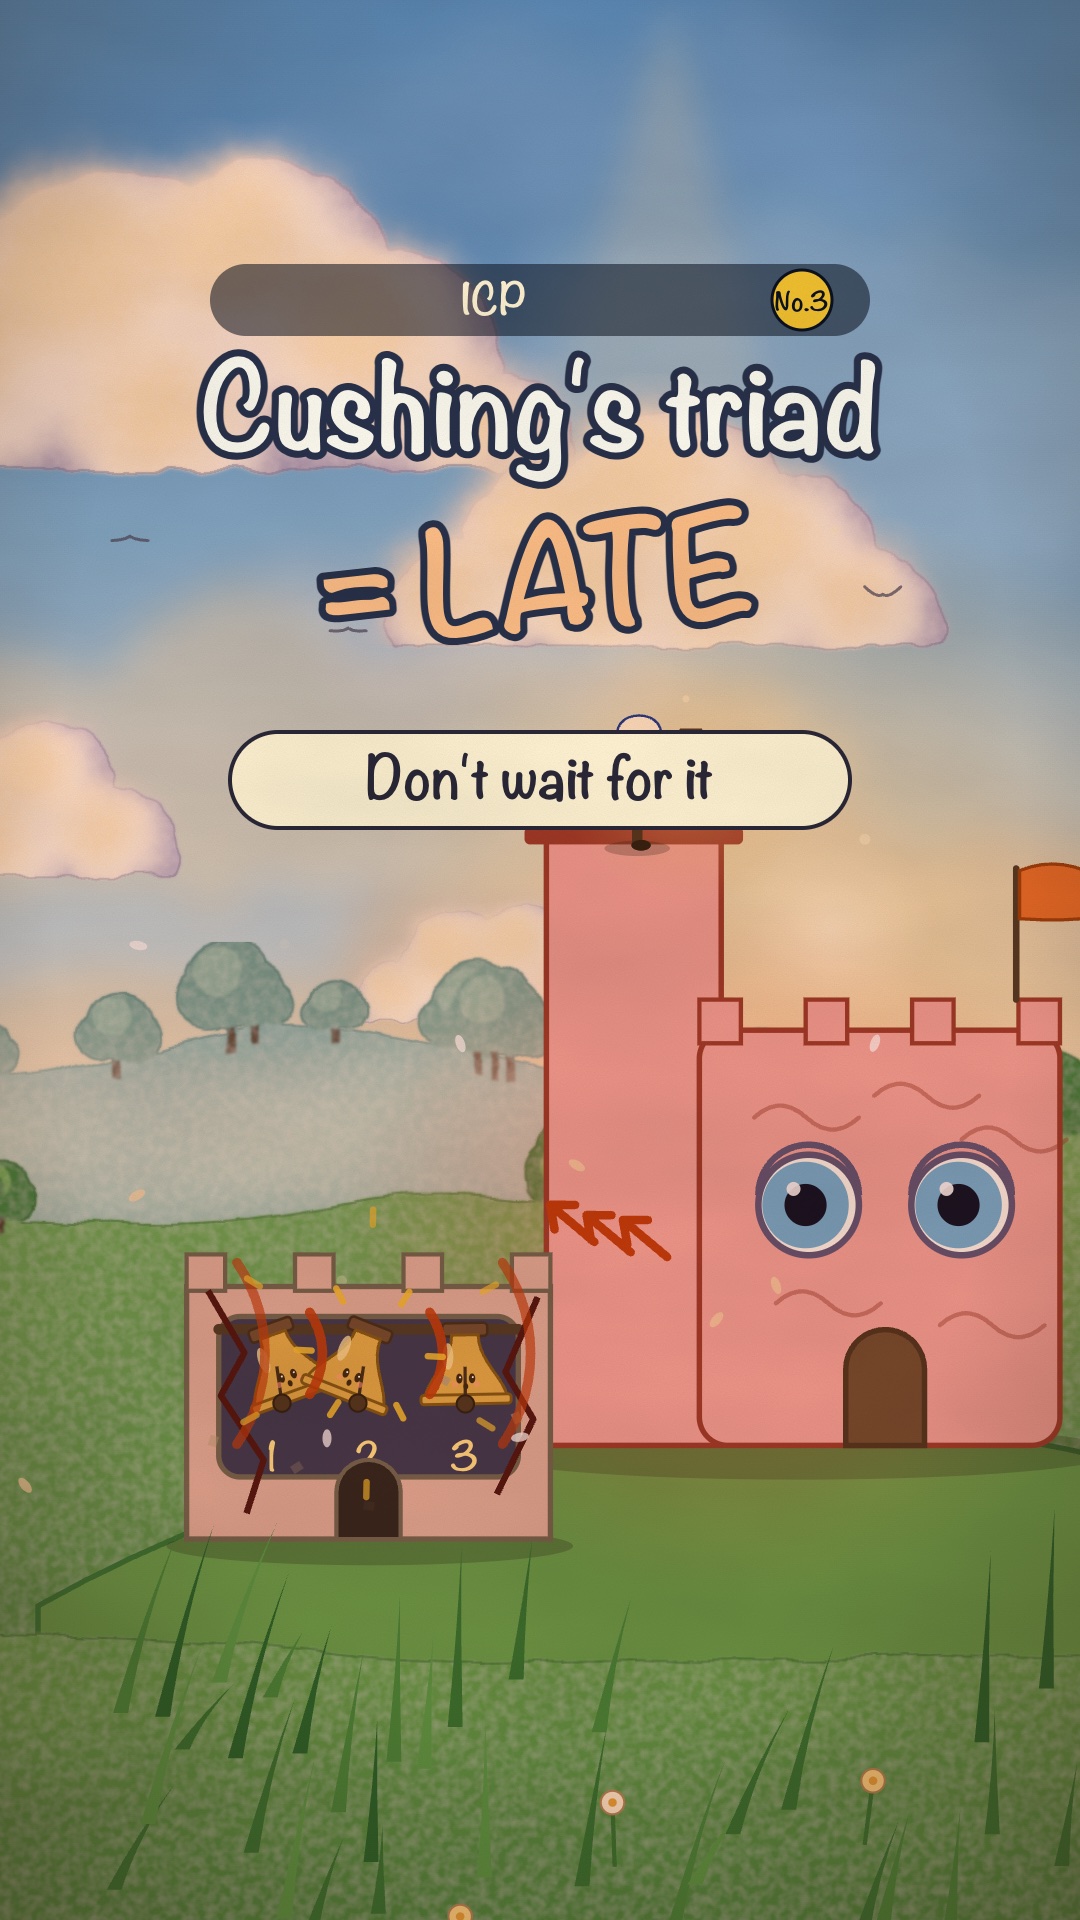 ICP
No.3
Cushing's triad
=LATE
Don't wait for it
1 2 3